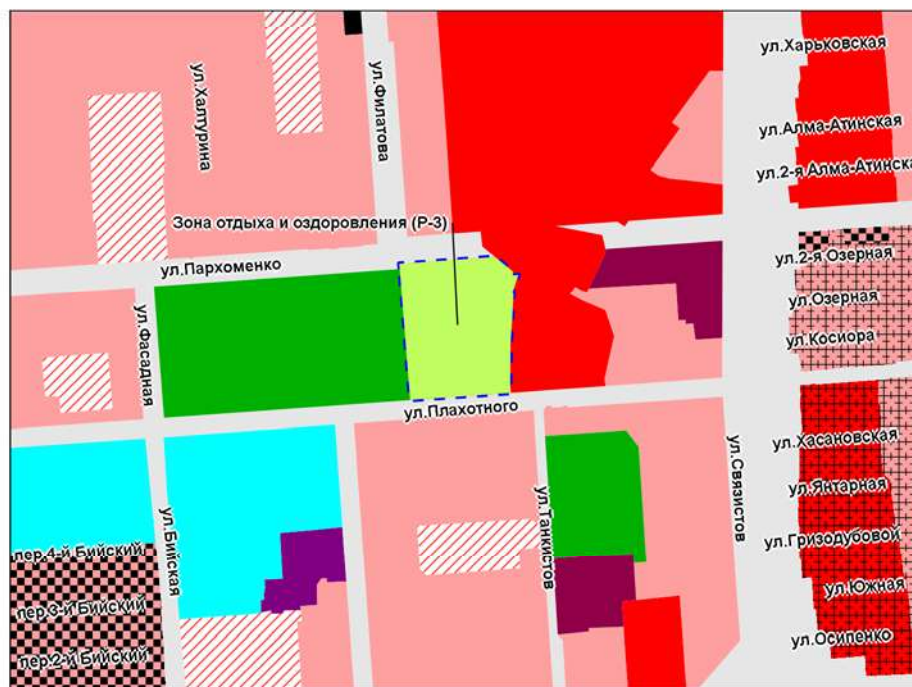 ул.Харьковская
ул.Халтурина
ул.Филатова
ул.Алма-Атинская
ул.2-я Алма-Атинска
Зона отдыха и оздоровления (Р-3)
ул.Пархоменко
ул.2-я Озерная
ул.Озерная
ул.Фасадная
ул.Косиора
ул.Плахотного
ул.Хасановская
ул.Связистов
ул.Янтарная
ул.Танкистов
ул.Бийская
ул.Гризодубовой
пер.4-й Бийский
ул.Южная
пер.3-й Бийский
ул.Осипенко
пер.2-й Бийский